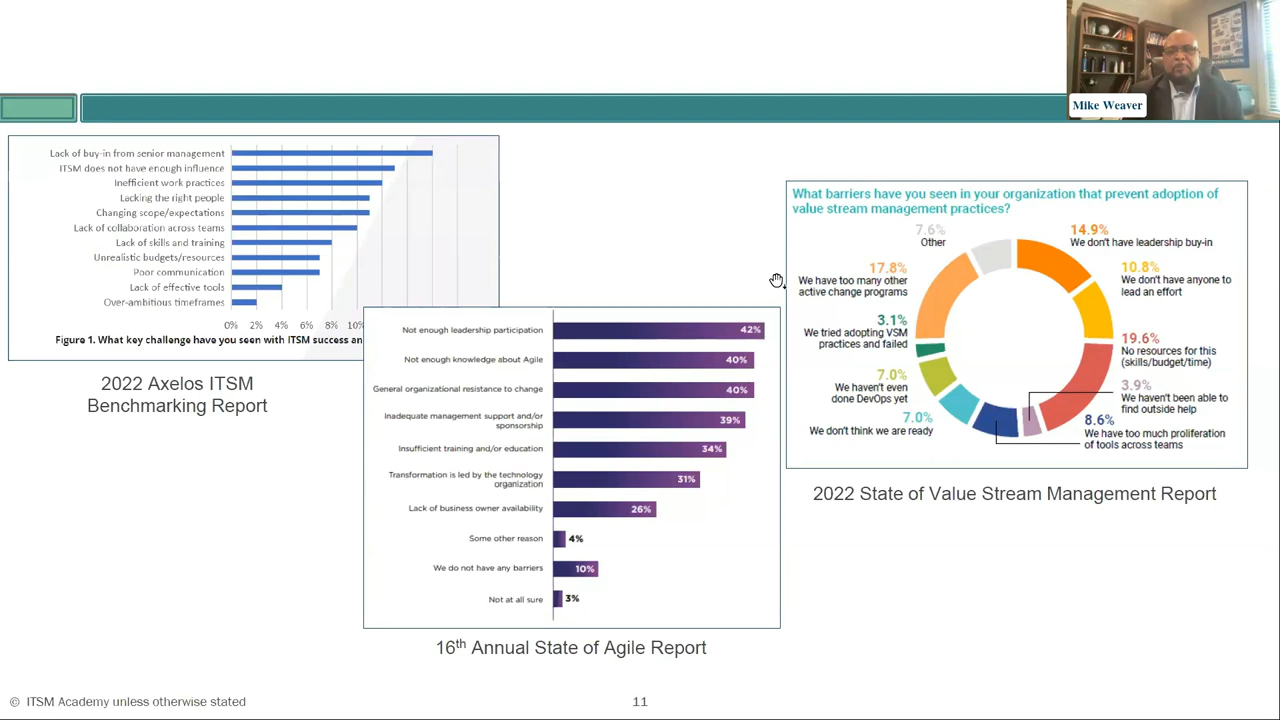 Mike Weaver
Lack of buy-in from senior management
ITSM does not have enough influence
Inefficient work practices
Lacking the right people
Changing scope/expectations
Lack of collaboration across teams
Lack of skills and training
Unrealistic budgets/resources
Poor communication
Lack of effective tools
Over-ambitious timeframes
0% 2% 4% 6% 8% 10%
Figure 1. What key challenge have you seen with ITSM success an
2022 Axelos ITSM
Benchmarking Report
Not enough leadership participation 42%
Not enough knowledge about Agile 40%
General organizational resistance to change 40%
Inadequate management support and/or
sponsorship 39%
Insufficient training and/or education 34%
Transformation is led by the technology
organization 31%
Lack of business owner availability 26%
Some other reason 4%
We do not have any barriers 10%
Not at all sure 3%
16th Annual State of Agile Report
What barriers have you seen in your organization that prevent adoption of
value stream management practices?
7.6%
Other
14.9%
We don't have leadership buy-in
17.8%
We have too many other
active change programs
10.8%
We don't have anyone to
lead an effort
3.1%
We tried adopting VSM
practices and failed
19.6%
No resources for this
(skills/budget/time)
7.0%
We haven't even
done DevOps yet
3.9%
We haven't been able to
find outside help
7.0%
We don't think we are ready
8.6%
We have too much proliferation
of tools across teams
2022 State of Value Stream Management Report
© ITSM Academy unless otherwise stated
11